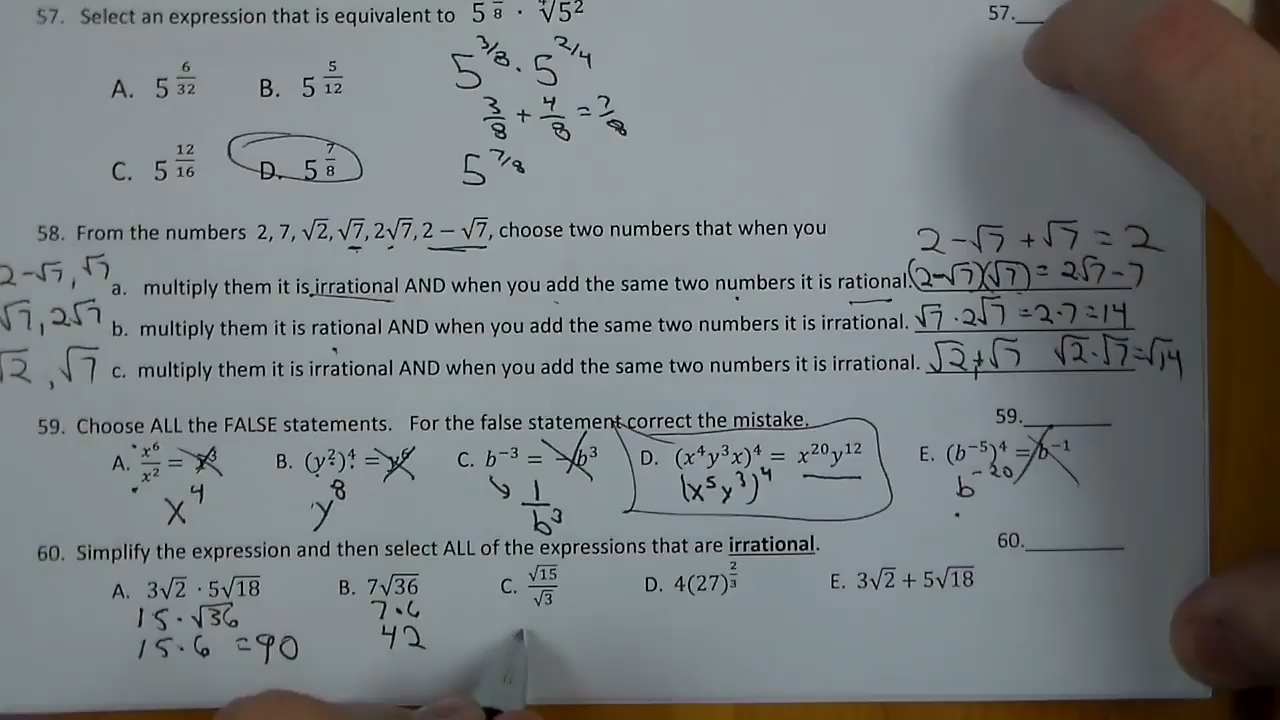 57. Select an expression that is equivalent to 5^(3/8) · ∜5² 57.__
A. 5^(6/32) B. 5^(5/12) 5^(3/8) · 5^(2/4)
3/8 + 4/8 = 7/8
C. 5^(12/16) D. 5^(7/8) 5^(7/8)
58. From the numbers 2, 7, √2, √7, 2√7, 2 − √7, choose two numbers that when you
2-√7 + √7 = 2
2-√7, √7 a. multiply them it is irrational AND when you add the same two numbers it is rational. (2-√7)(√7) = 2√7 - 7
√7, 2√7 b. multiply them it is rational AND when you add the same two numbers it is irrational. √7 · 2√7 = 2·7 = 14
√2, √7 c. multiply them it is irrational AND when you add the same two numbers it is irrational. √2+√7 √2·√7=√14
59. Choose ALL the FALSE statements. For the false statement correct the mistake. 59.________
A. x⁶/x² = x³ B. (y²)⁴ = y⁶ C. b⁻³ = −b³ D. (x⁴y³x)⁴ = x²⁰y¹² E. (b⁻⁵)⁴ = b⁻¹
x⁴ y⁸ 1/b³ (x⁵y³)⁴ b⁻²⁰
60. Simplify the expression and then select ALL of the expressions that are irrational. 60.________
A. 3√2 · 5√18 B. 7√36 C. √15/√3 D. 4(27)^(2/3) E. 3√2 + 5√18
15 · √36 7·6
15 · 6 = 90 42